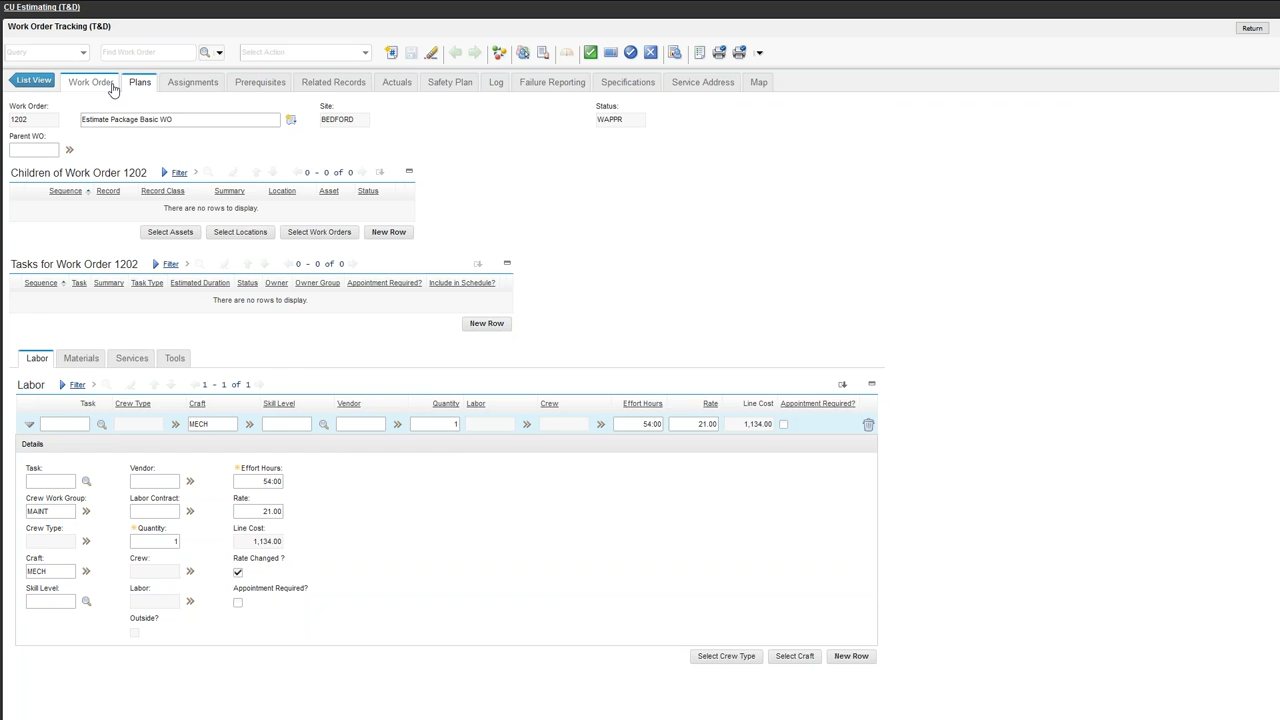 CU Estimating (T&D)
Work Order Tracking (T&D)
Return
Query Find Work Order Select Action
List View Work Order Plans Assignments Prerequisites Related Records Actuals Safety Plan Log Failure Reporting Specifications Service Address Map
Work Order: Site: Status:
1202 Estimate Package Basic WO BEDFORD WAPPR
Parent WO:
Children of Work Order 1202 Filter 0 - 0 of 0
Sequence Record Record Class Summary Location Asset Status
There are no rows to display.
Select Assets Select Locations Select Work Orders New Row
Tasks for Work Order 1202 Filter 0 - 0 of 0
Sequence Task Summary Task Type Estimated Duration Status Owner Owner Group Appointment Required? Include in Schedule?
There are no rows to display.
New Row
Labor Materials Services Tools
Labor Filter 1 - 1 of 1
Task Crew Type Craft Skill Level Vendor Quantity Labor Crew Effort Hours Rate Line Cost Appointment Required?
MECH 1 54:00 21.00 1,134.00
Details
Task: Vendor: Effort Hours:
54:00
Crew Work Group: Labor Contract: Rate:
MAINT 21.00
Crew Type: Quantity: Line Cost:
1 1,134.00
Craft: Crew: Rate Changed ?
MECH
Skill Level: Labor: Appointment Required?
Outside?
Select Crew Type Select Craft New Row